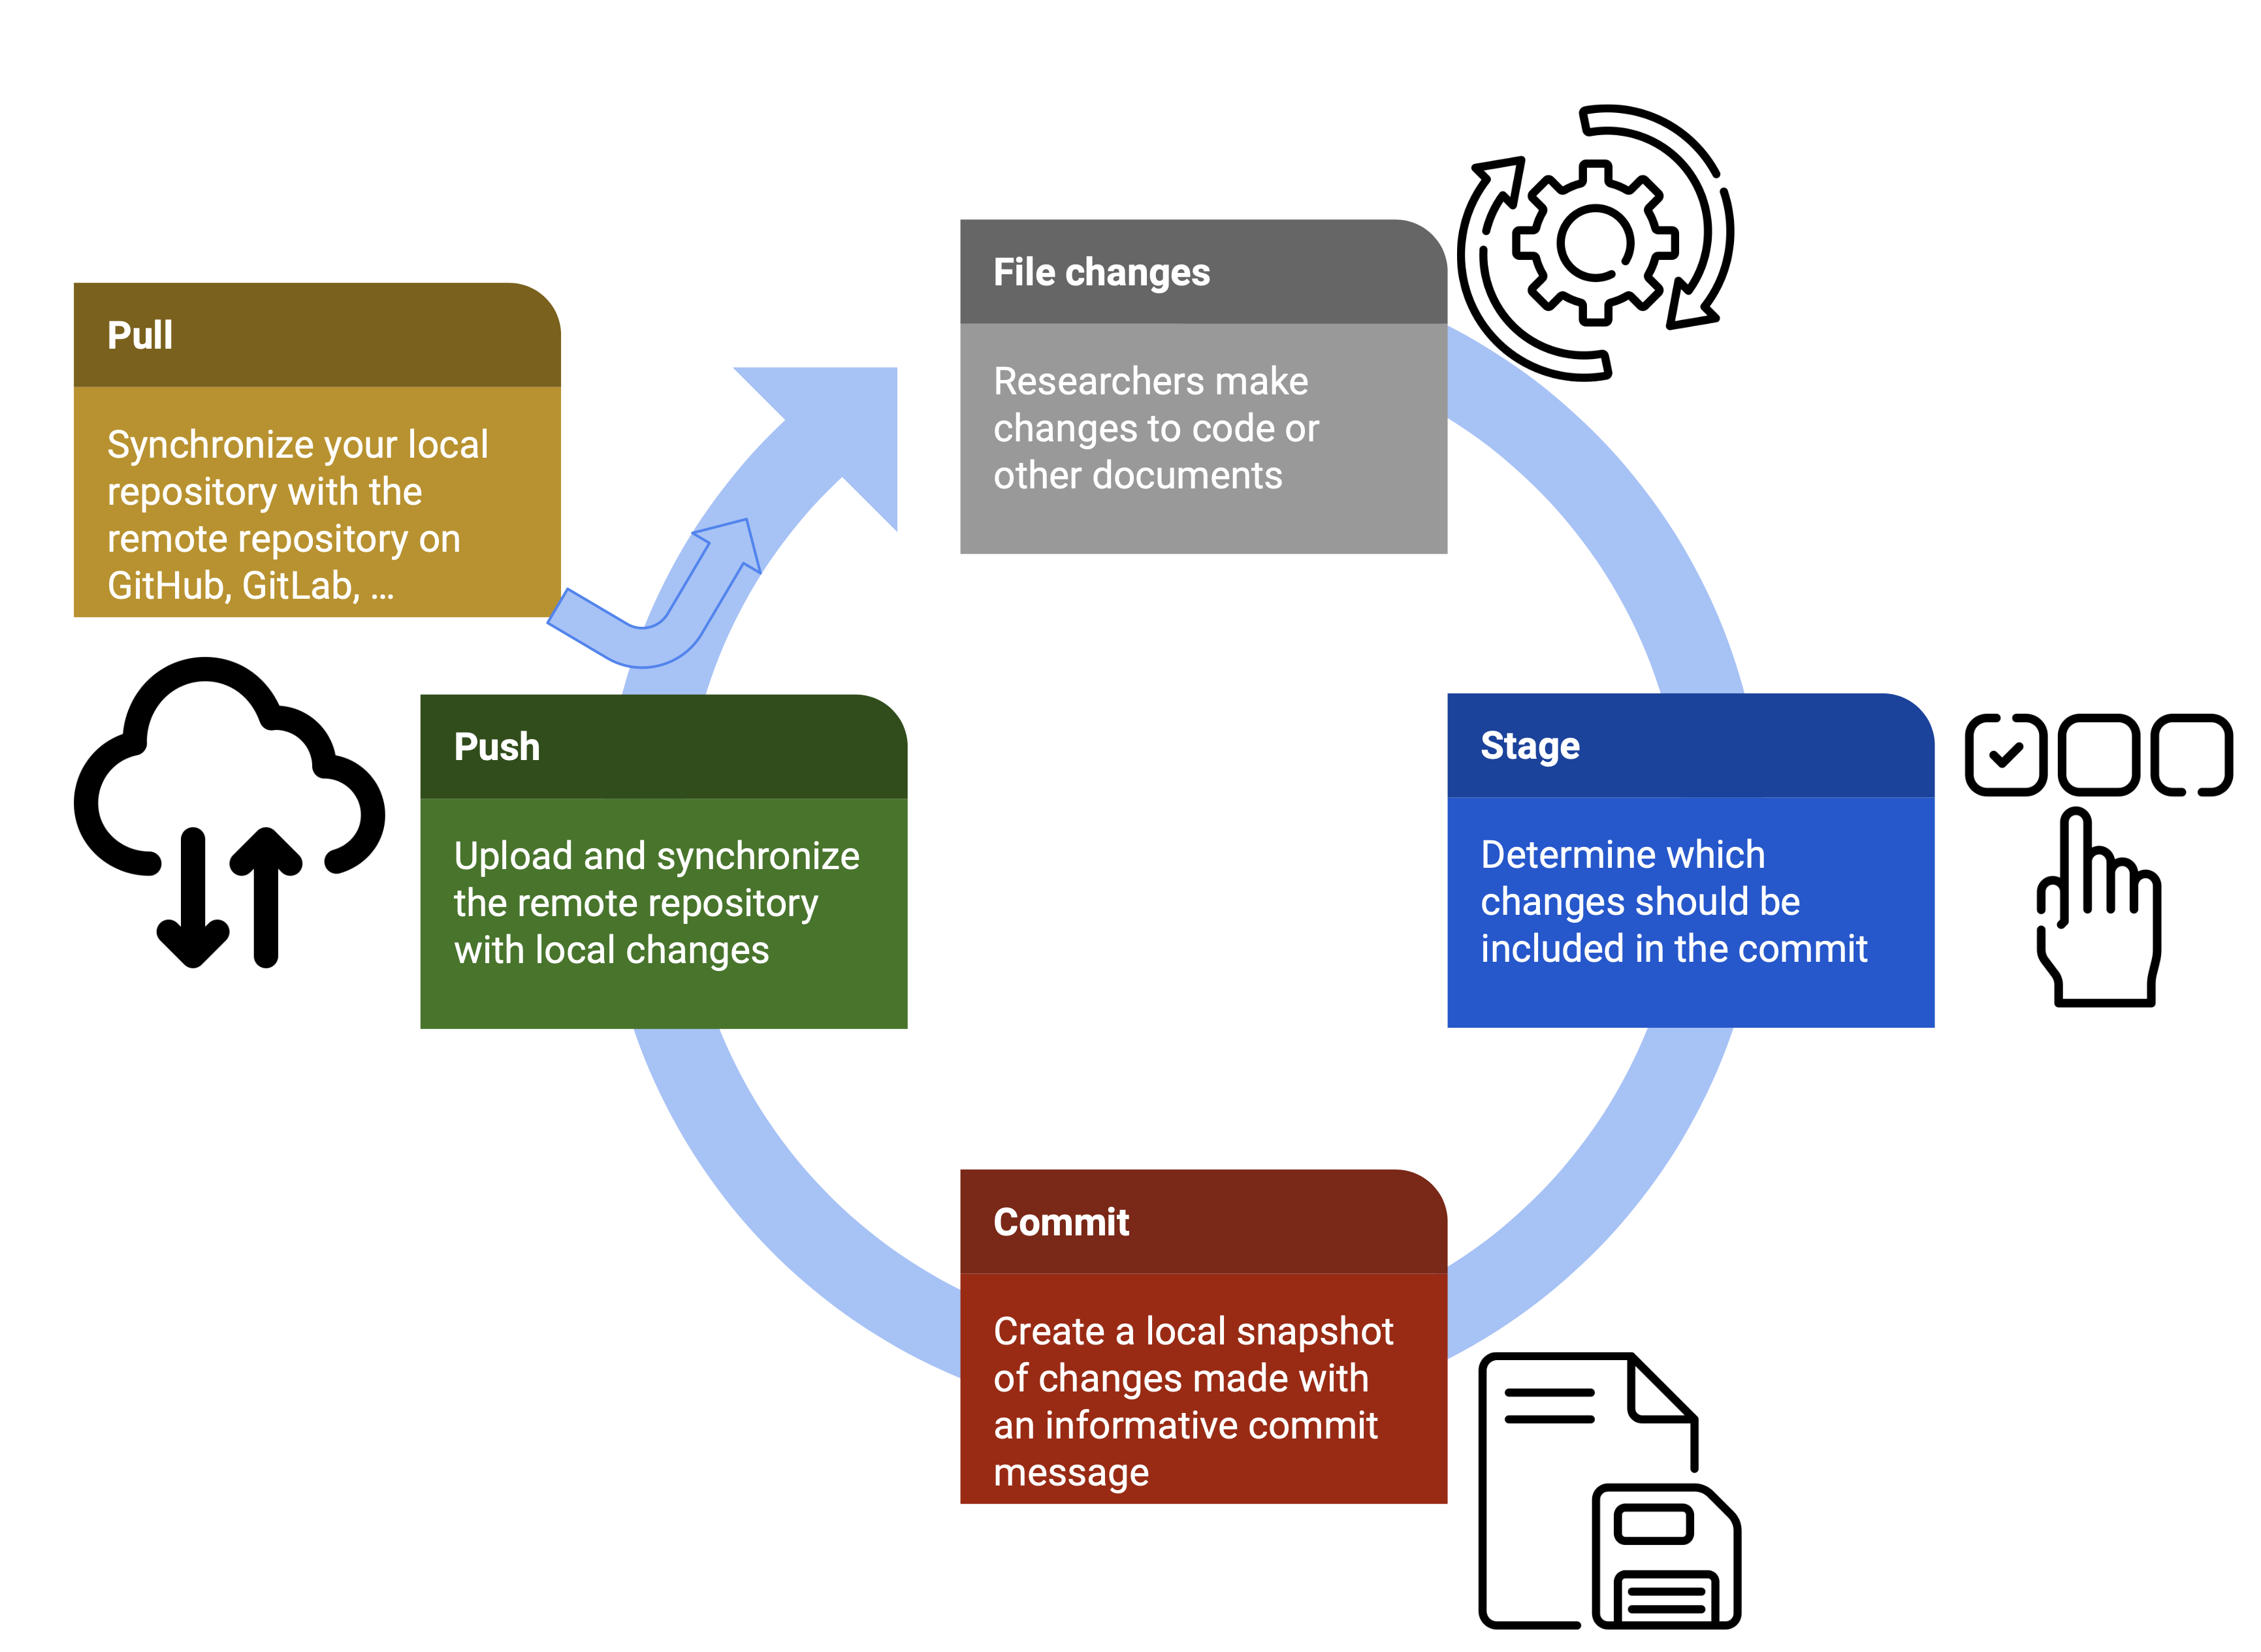 File changes
Researchers make
changes to code or
other documents
Pull
Synchronize your local
repository with the
remote repository on
GitHub, GitLab, ...
Push
Upload and synchronize
the remote repository
with local changes
Stage
Determine which
changes should be
included in the commit
Commit
Create a local snapshot
of changes made with
an informative commit
message